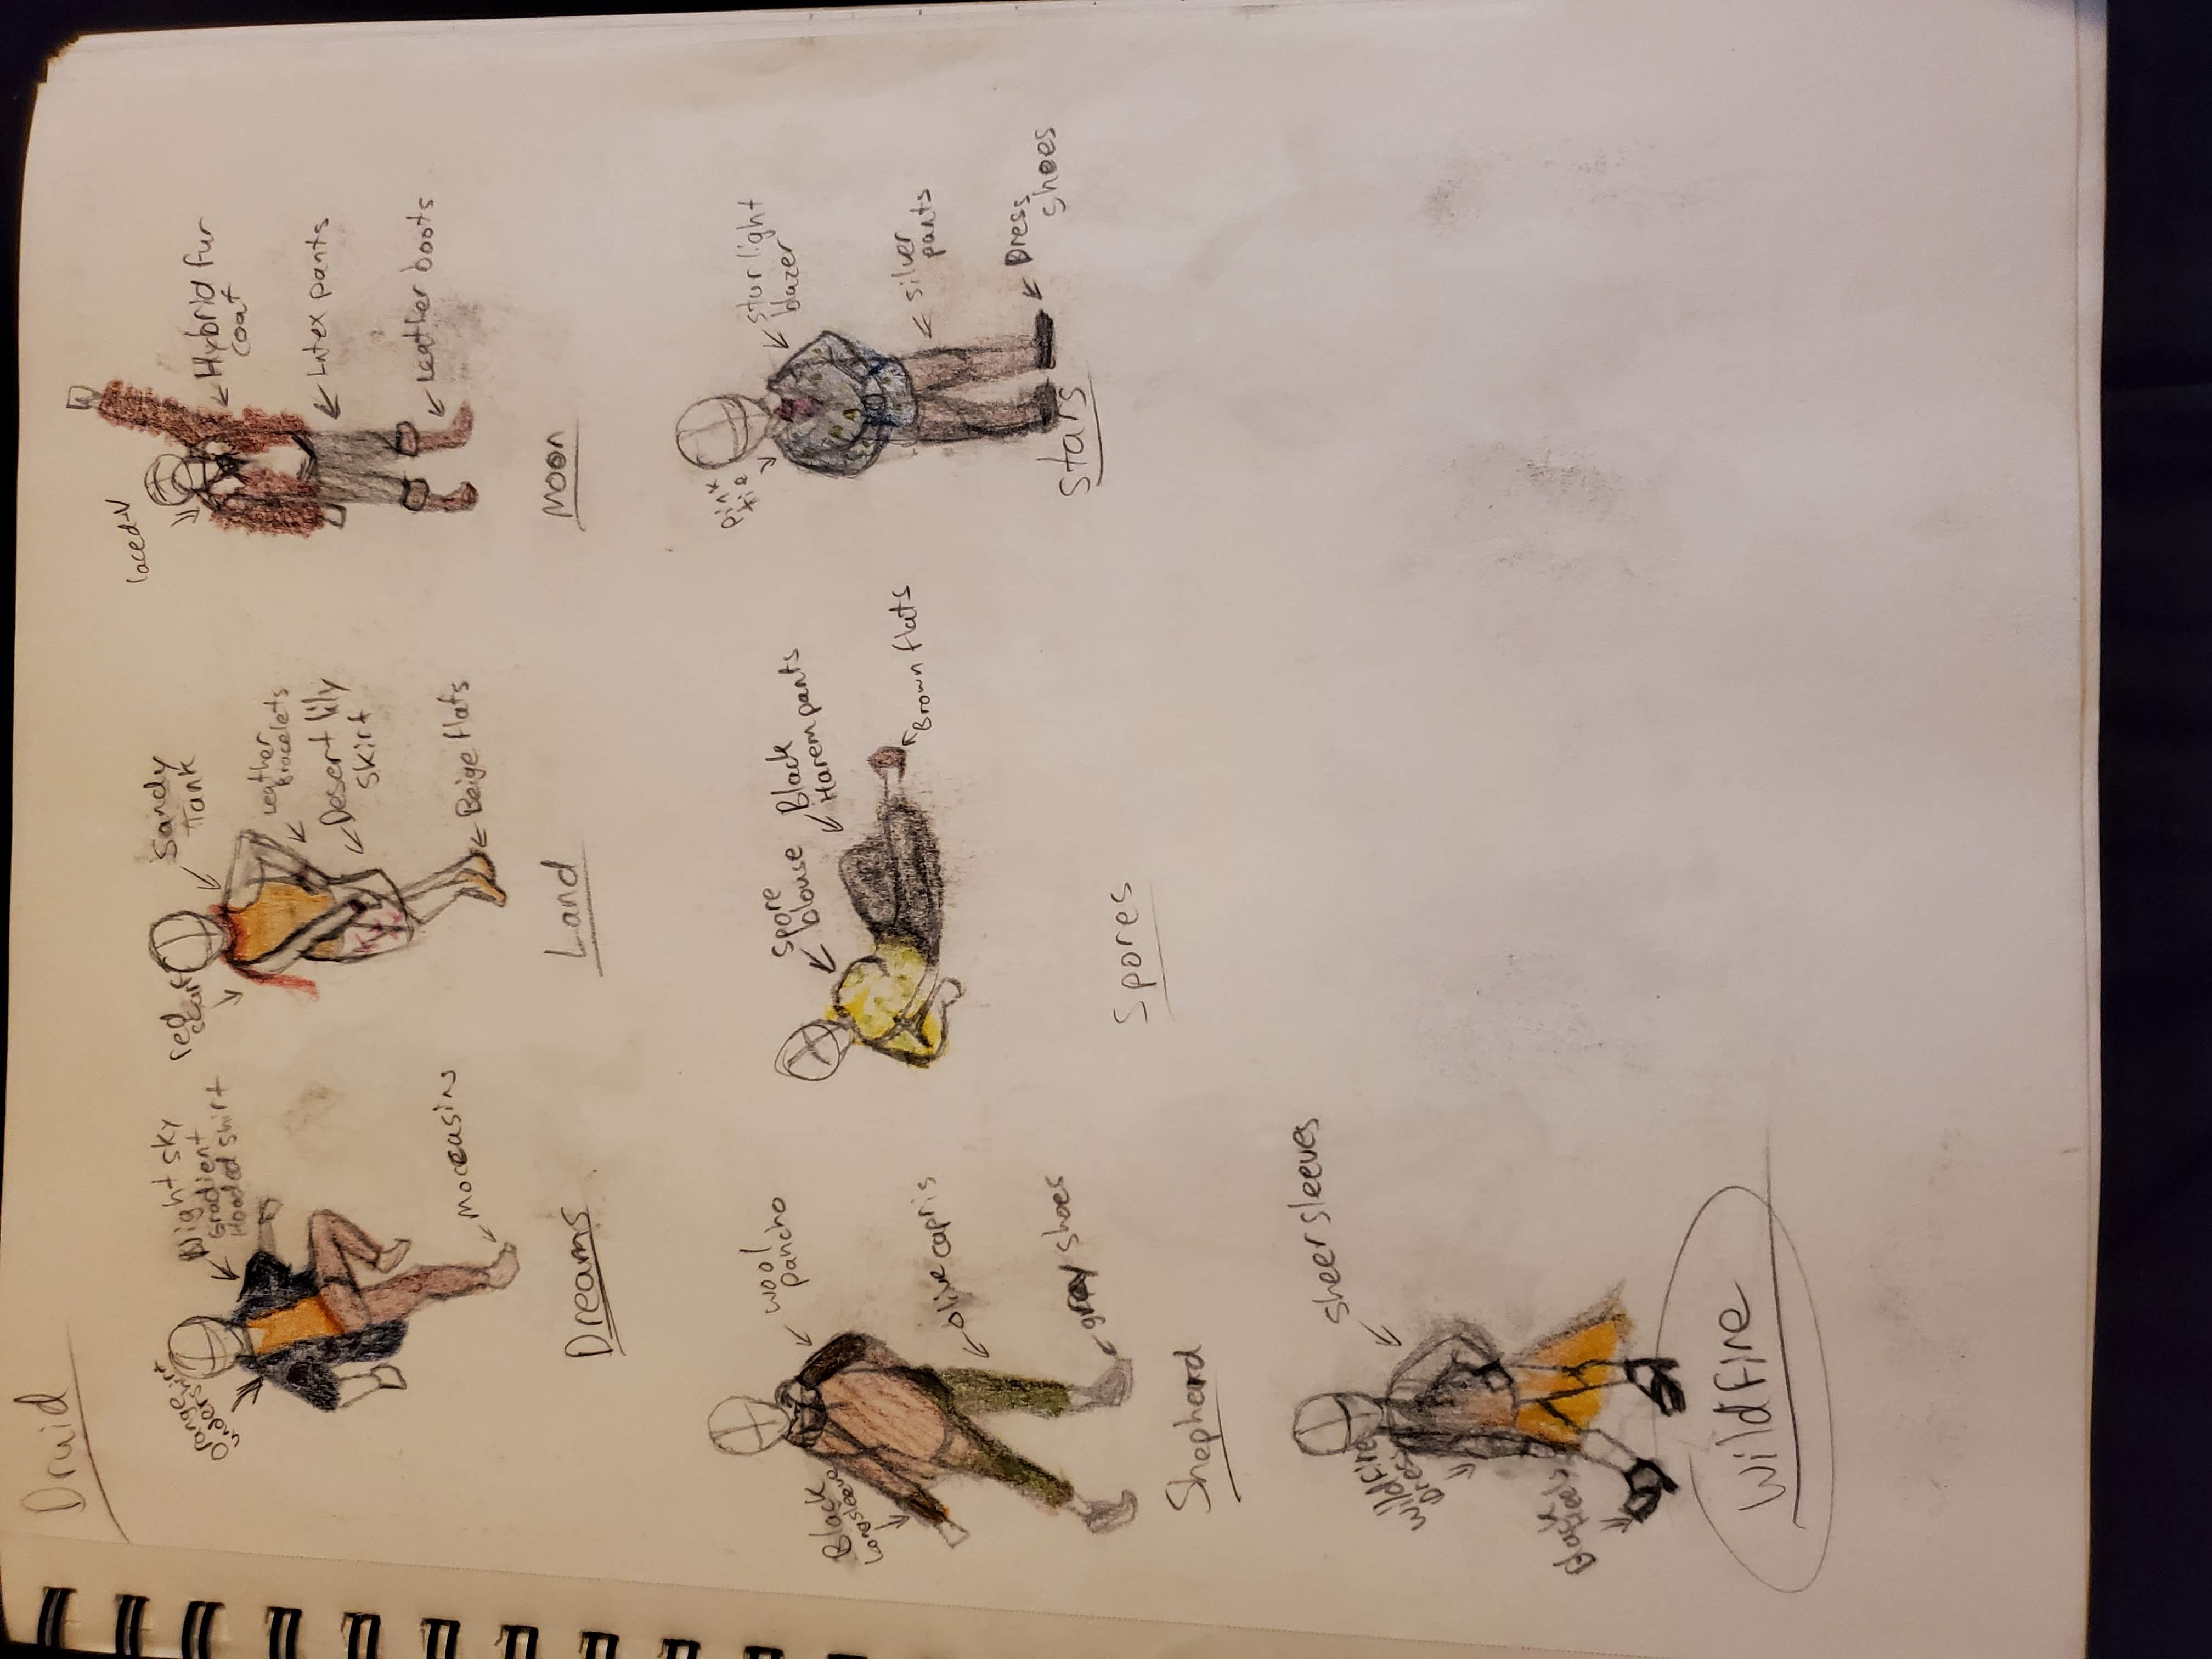 Druid
Orange
undershirt
Night sky
Gradient
Hooded shirt
Moccasins
Dreams
red
scarf
Sandy
Tank
Leather
Bracelets
Desert lily
skirt
Beige flats
Land
laced-V
Hybrid fur
coat
Latex pants
Leather boots
Moon
Black
Longsleeve
wool
pancho
olive capris
gray shoes
Shepherd
spore
blouse
Black
Harem pants
Brown flats
Spores
pink
tie
starlight
blazer
silver
pants
Dress
shoes
Stars
sheer sleeves
Wildfire
Dress
Black
Heels
Wildfire